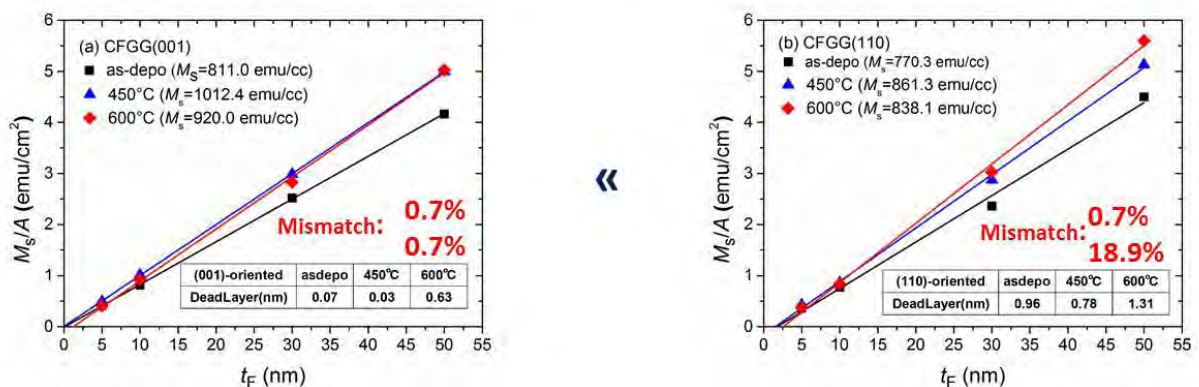 (a) CFGG(001)
as-depo (Ms=811.0 emu/cc)
450°C (Ms=1012.4 emu/cc)
600°C (Ms=920.0 emu/cc)
Ms/A (emu/cm²)
6
5
4
3
2
1
0
Mismatch: 0.7%
0.7%
(001)-oriented asdepo 450℃ 600℃
DeadLayer(nm) 0.07 0.03 0.63
0 5 10 15 20 25 30 35 40 45 50 55
tF (nm)
«
(b) CFGG(110)
as-depo (Ms=770.3 emu/cc)
450°C (Ms=861.3 emu/cc)
600°C (Ms=838.1 emu/cc)
Ms/A (emu/cm²)
6
5
4
3
2
1
0
Mismatch: 0.7%
18.9%
(110)-oriented asdepo 450℃ 600℃
DeadLayer(nm) 0.96 0.78 1.31
0 5 10 15 20 25 30 35 40 45 50 55
tF (nm)